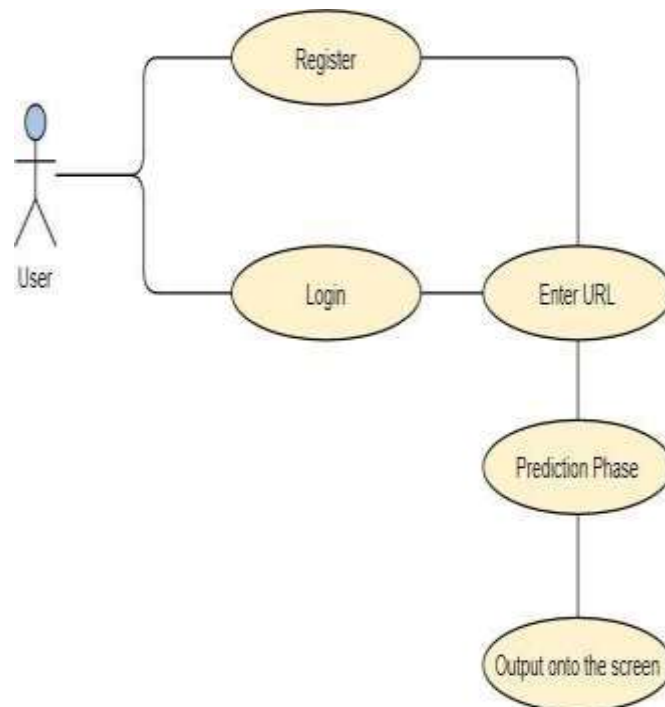 Register
User
Login
Enter URL
Prediction Phase
Output onto the screen